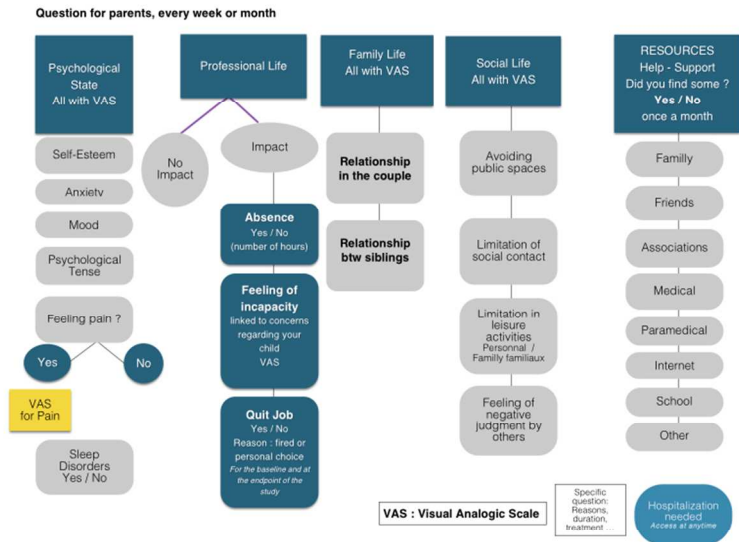 Question for parents, every week or month
Psychological
State
All with VAS
Self-Esteem
Anxiety
Mood
Psychological
Tense
Feeling pain ?
Yes
No
VAS
for Pain
Sleep
Disorders
Yes / No
Professional Life
No
Impact
Impact
Absence
Yes / No
(number of hours)
Feeling of
incapacity
linked to concerns
regarding your
child
VAS
Quit Job
Yes / No
Reason : fired or
personal choice
For the baseline and at
the endpoint of the
study
Family Life
All with VAS
Relationship
in the couple
Relationship
btw siblings
Social Life
All with VAS
Avoiding
public spaces
Limitation of
social contact
Limitation in
leisure activities
Personnal /
Familly familiaux
Feeling of
negative
judgment by
others
RESOURCES
Help - Support
Did you find some ?
Yes / No
once a month
Familly
Friends
Associations
Medical
Paramedical
Internet
School
Other
VAS : Visual Analogic Scale
Specific
question:
Reasons,
duration,
treatment ...
Hospitalization
needed
Access at anytime